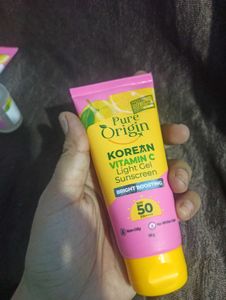 Pure
Origin
KOREAN
VITAMIN C
Light Gel
Sunscreen
BRIGHT BOOSTING
SPF
50